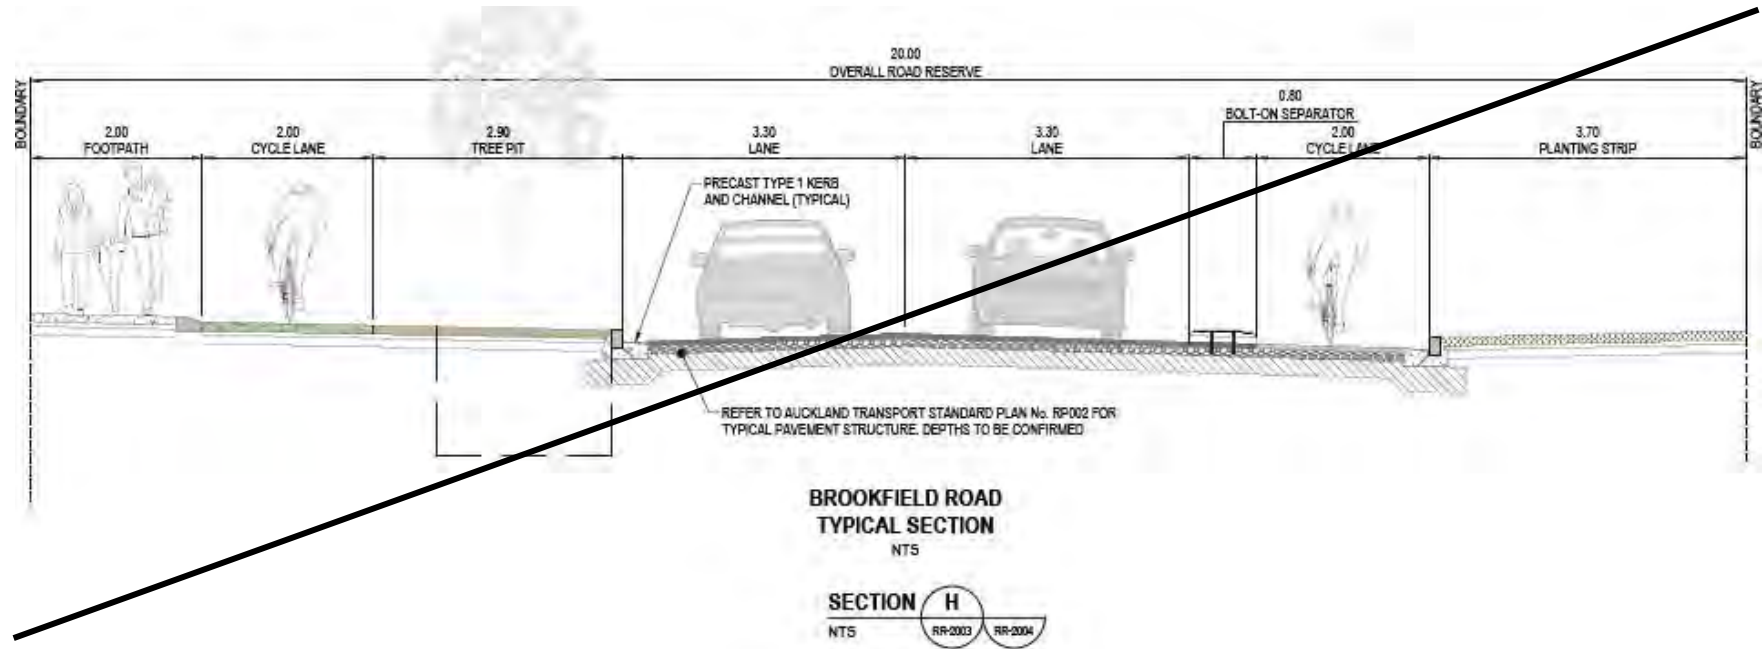 20.00
OVERALL ROAD RESERVE
BOUNDARY
BOUNDARY
0.80
BOLT-ON SEPARATOR
2.00
FOOTPATH
2.00
CYCLE LANE
2.90
TREE PIT
3.30
LANE
3.30
LANE
2.00
CYCLE LANE
3.70
PLANTING STRIP
PRECAST TYPE 1 KERB
AND CHANNEL (TYPICAL)
REFER TO AUCKLAND TRANSPORT STANDARD PLAN No. RP002 FOR
TYPICAL PAVEMENT STRUCTURE. DEPTHS TO BE CONFIRMED
BROOKFIELD ROAD
TYPICAL SECTION
NTS
SECTION H
NTS RR-2003 RR-2004